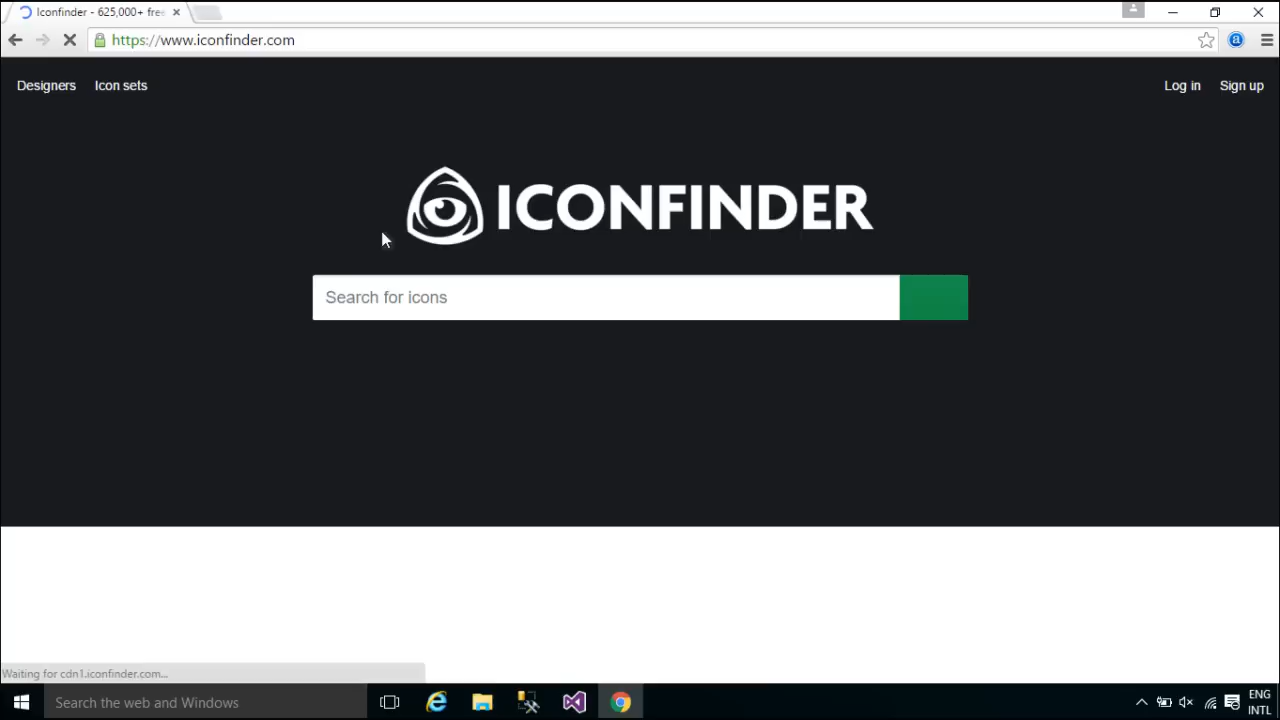 Iconfinder - 625,000+ free
https://www.iconfinder.com
Designers
Icon sets
Log in
Sign up
ICONFINDER
Search for icons
Waiting for cdn1.iconfinder.com...
Search the web and Windows
ENG
INTL